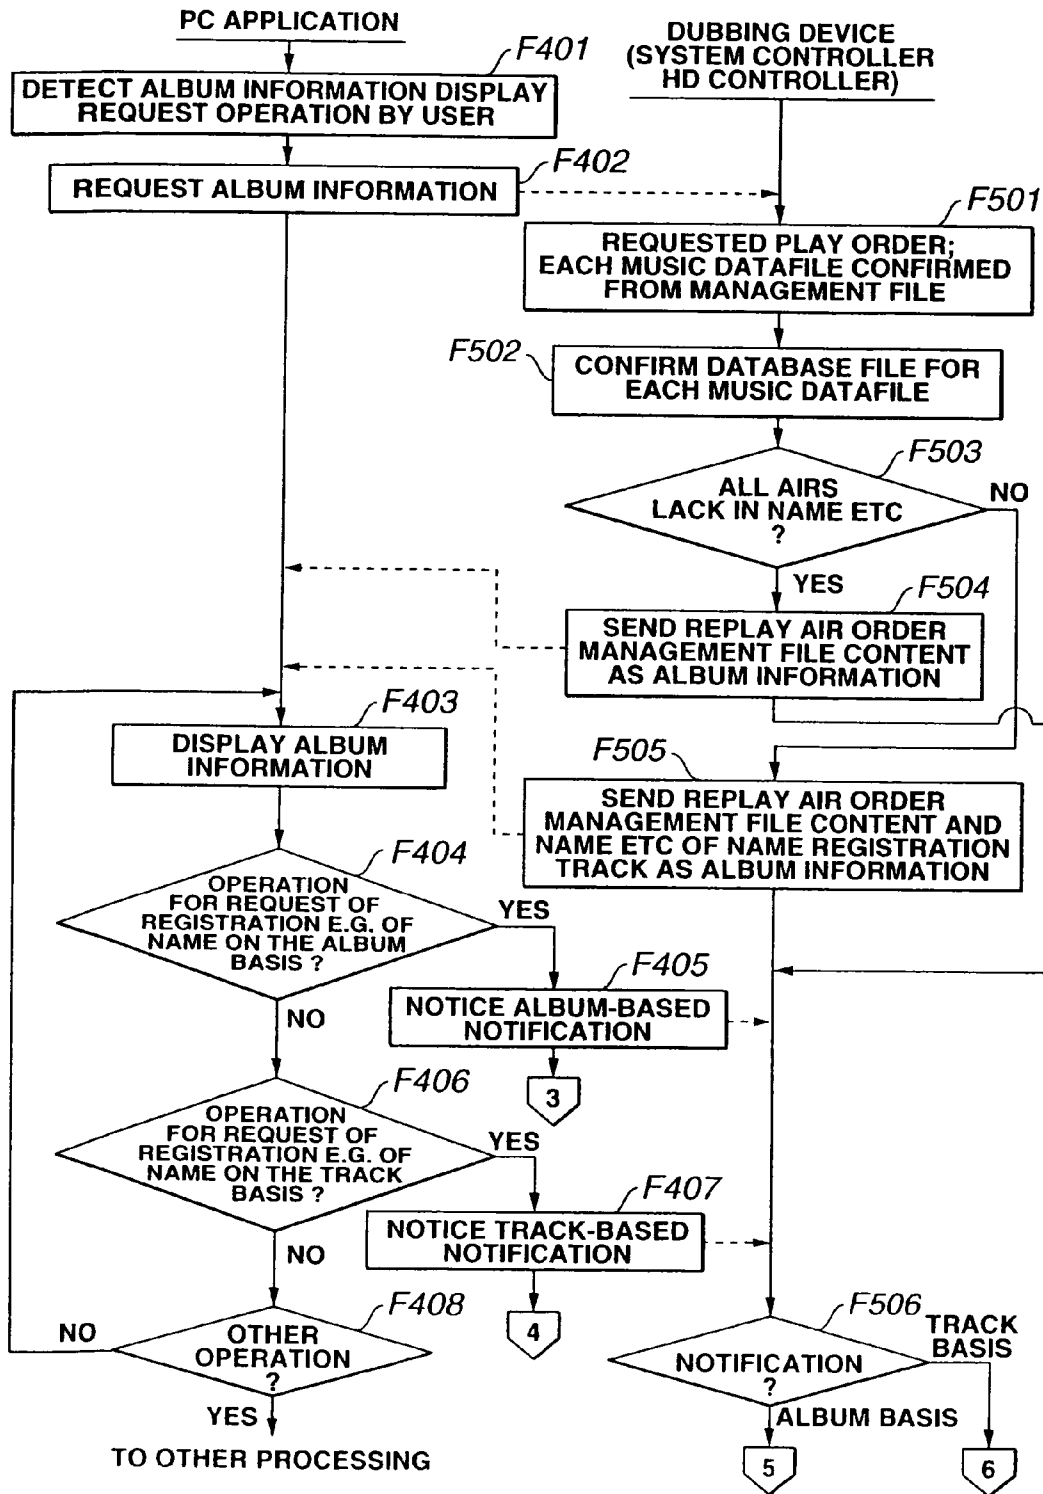 PC APPLICATION
F401
DETECT ALBUM INFORMATION DISPLAY
REQUEST OPERATION BY USER
F402
REQUEST ALBUM INFORMATION
DUBBING DEVICE
(SYSTEM CONTROLLER
HD CONTROLLER)
F501
REQUESTED PLAY ORDER;
EACH MUSIC DATAFILE CONFIRMED
FROM MANAGEMENT FILE
F502
CONFIRM DATABASE FILE FOR
EACH MUSIC DATAFILE
F503
ALL AIRS
LACK IN NAME ETC
?
NO
YES
F504
SEND REPLAY AIR ORDER
MANAGEMENT FILE CONTENT
AS ALBUM INFORMATION
F403
DISPLAY ALBUM
INFORMATION
F505
SEND REPLAY AIR ORDER
MANAGEMENT FILE CONTENT AND
NAME ETC OF NAME REGISTRATION
TRACK AS ALBUM INFORMATION
F404
OPERATION
FOR REQUEST OF
REGISTRATION E.G. OF
NAME ON THE ALBUM
BASIS ?
YES
NO
F405
NOTICE ALBUM-BASED
NOTIFICATION
3
F406
OPERATION
FOR REQUEST OF
REGISTRATION E.G. OF
NAME ON THE TRACK
BASIS ?
YES
NO
F407
NOTICE TRACK-BASED
NOTIFICATION
4
F408
OTHER
OPERATION
?
NO
YES
TO OTHER PROCESSING
F506
NOTIFICATION
?
TRACK
BASIS
ALBUM BASIS
5
6